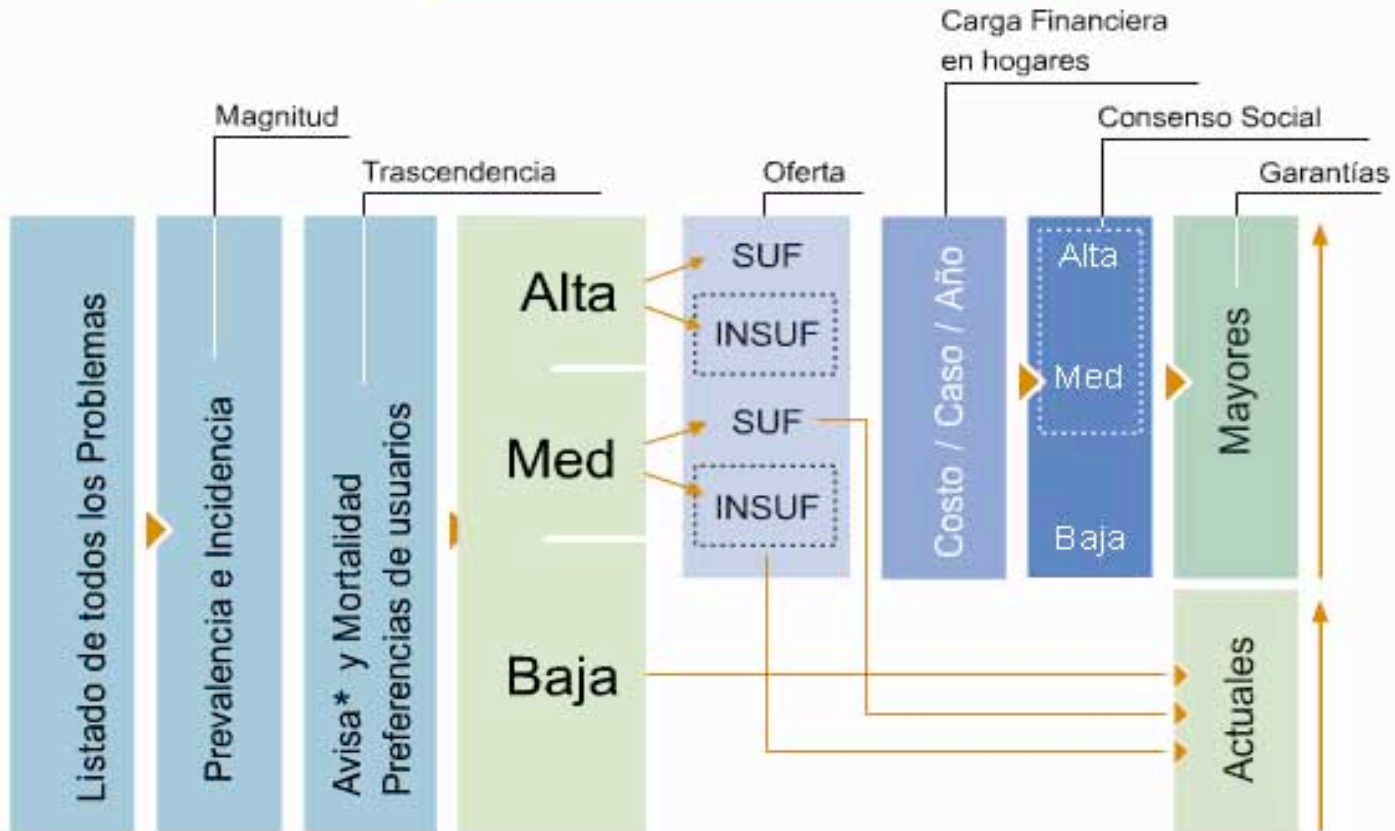 Carga Financiera
en hogares
Magnitud
Consenso Social
Trascendencia
Oferta
Garantías
Listado de todos los Problemas
Prevalencia e Incidencia
Avisa* y Mortalidad
Preferencias de usuarios
Alta
Med
Baja
SUF
INSUF
SUF
INSUF
Costo / Caso / Año
Alta
Med
Baja
Mayores
Actuales